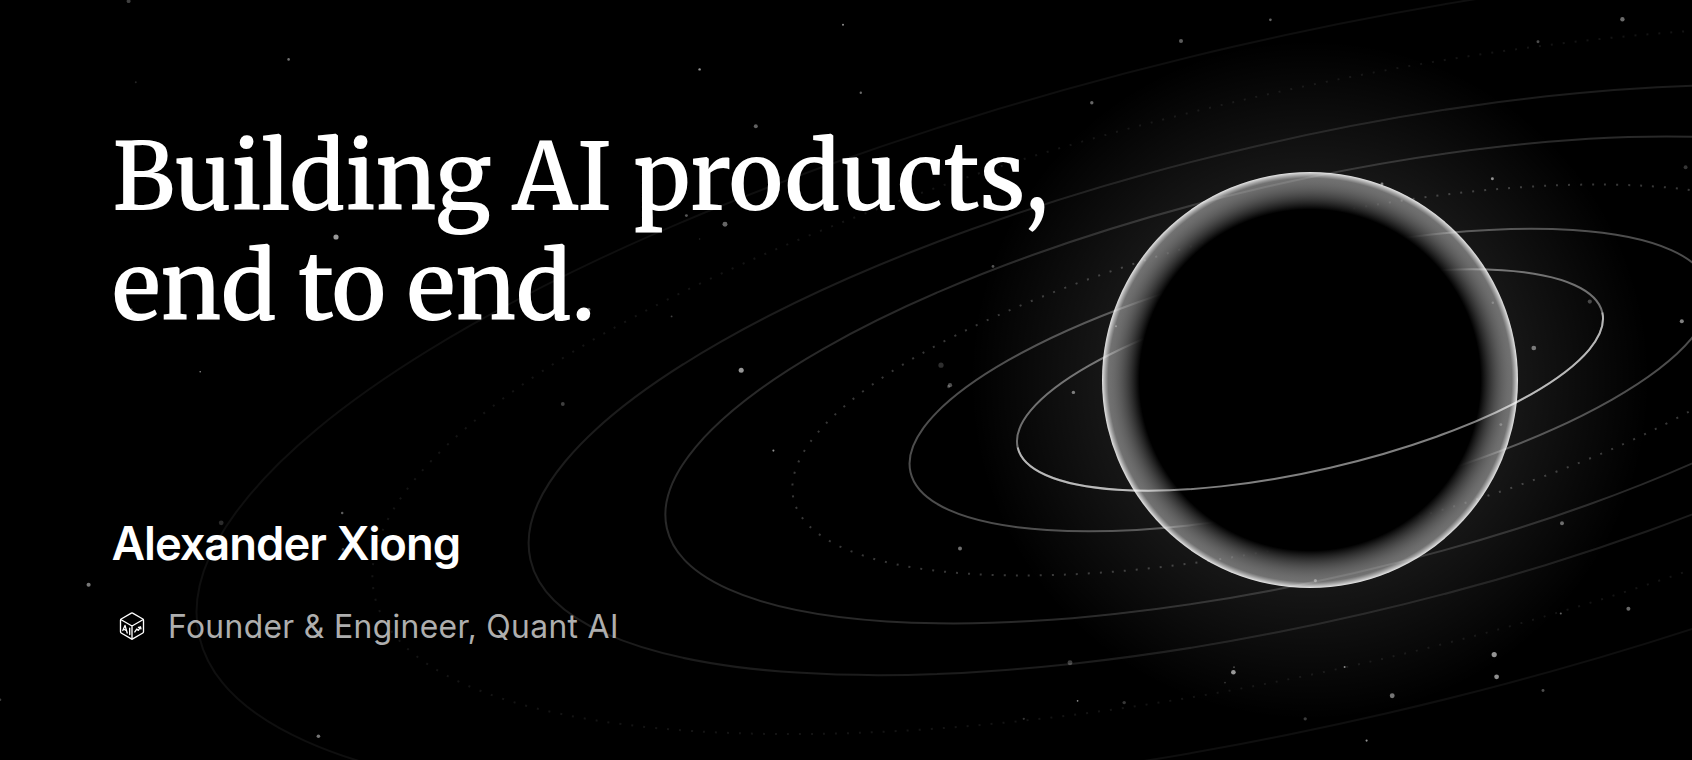 Building AI products,
end to end.
Alexander Xiong
Founder & Engineer, Quant AI